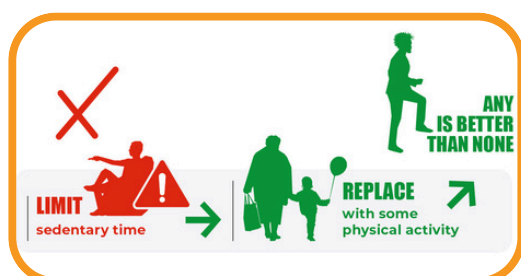 ANY
IS BETTER
THAN NONE
LIMIT
sedentary time
REPLACE
with some
physical activity